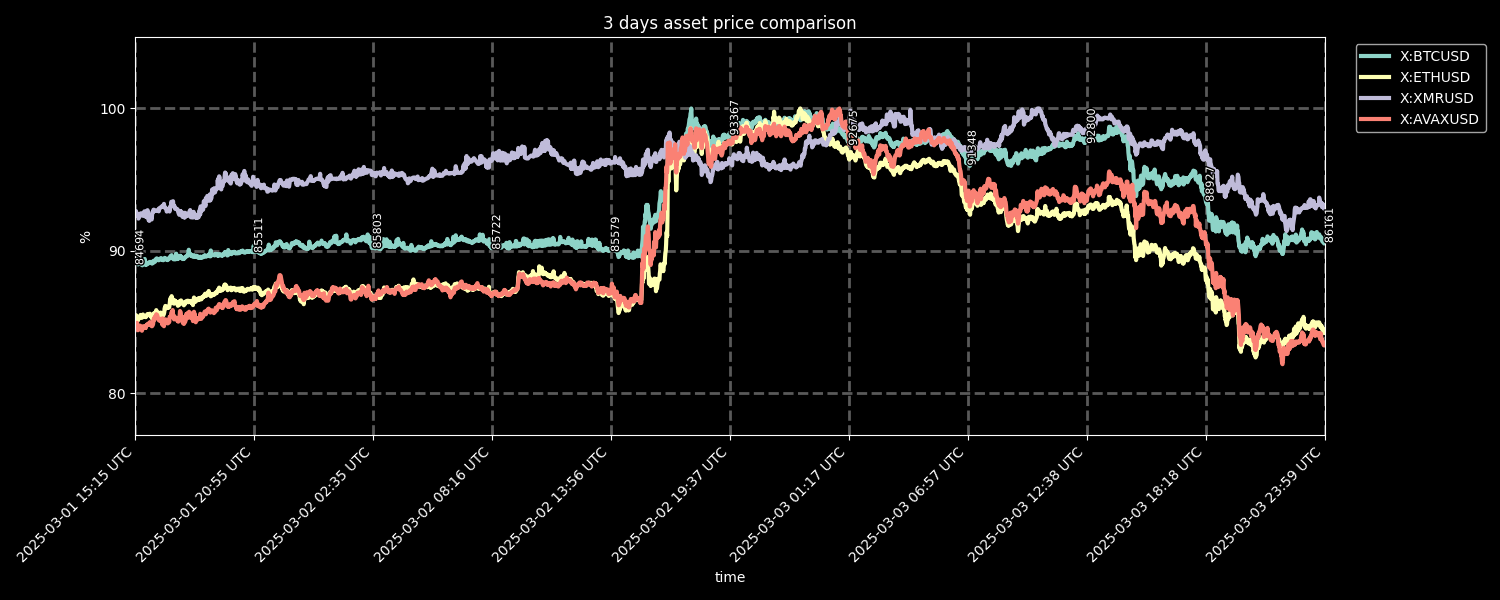 3 days asset price comparison
X:BTCUSD
X:ETHUSD
X:XMRUSD
X:AVAXUSD
%
100
90
80
84694
85511
85803
85722
85579
93367
92675
91348
92800
88927
86161
2025-03-01 15:15 UTC
2025-03-01 20:55 UTC
2025-03-02 02:35 UTC
2025-03-02 08:16 UTC
2025-03-02 13:56 UTC
2025-03-02 19:37 UTC
2025-03-03 01:17 UTC
2025-03-03 06:57 UTC
2025-03-03 12:38 UTC
2025-03-03 18:18 UTC
2025-03-03 23:59 UTC
time